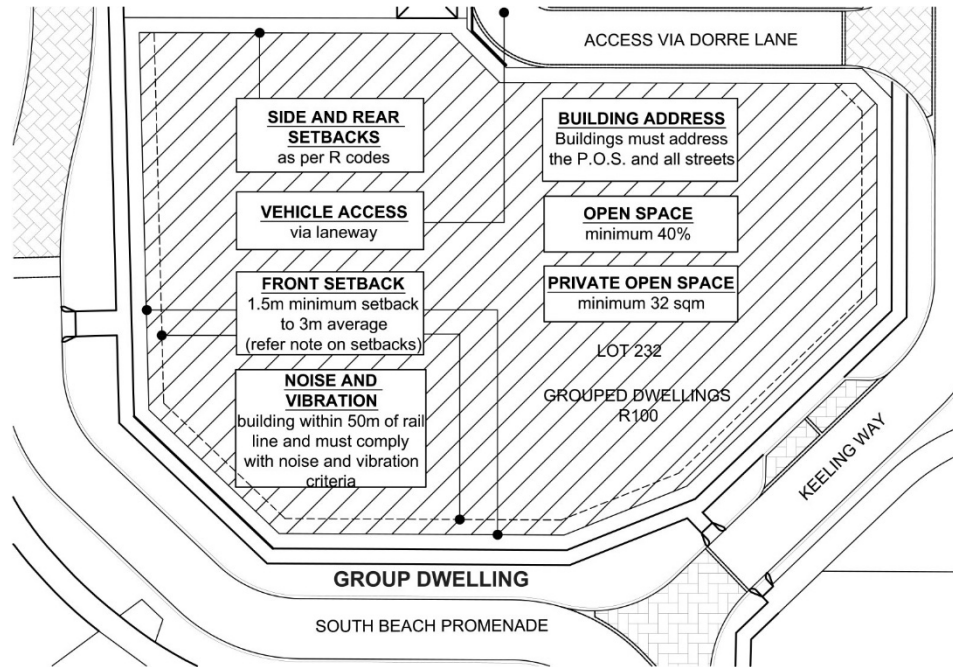 ACCESS VIA DORRE LANE
SIDE AND REAR
SETBACKS
as per R codes
BUILDING ADDRESS
Buildings must address
the P.O.S. and all streets
VEHICLE ACCESS
via laneway
OPEN SPACE
minimum 40%
FRONT SETBACK
1.5m minimum setback
to 3m average
(refer note on setbacks)
PRIVATE OPEN SPACE
minimum 32 sqm
LOT 232
GROUPED DWELLINGS
R100
NOISE AND
VIBRATION
building within 50m of rail
line and must comply
with noise and vibration
criteria
KEELING WAY
GROUP DWELLING
SOUTH BEACH PROMENADE